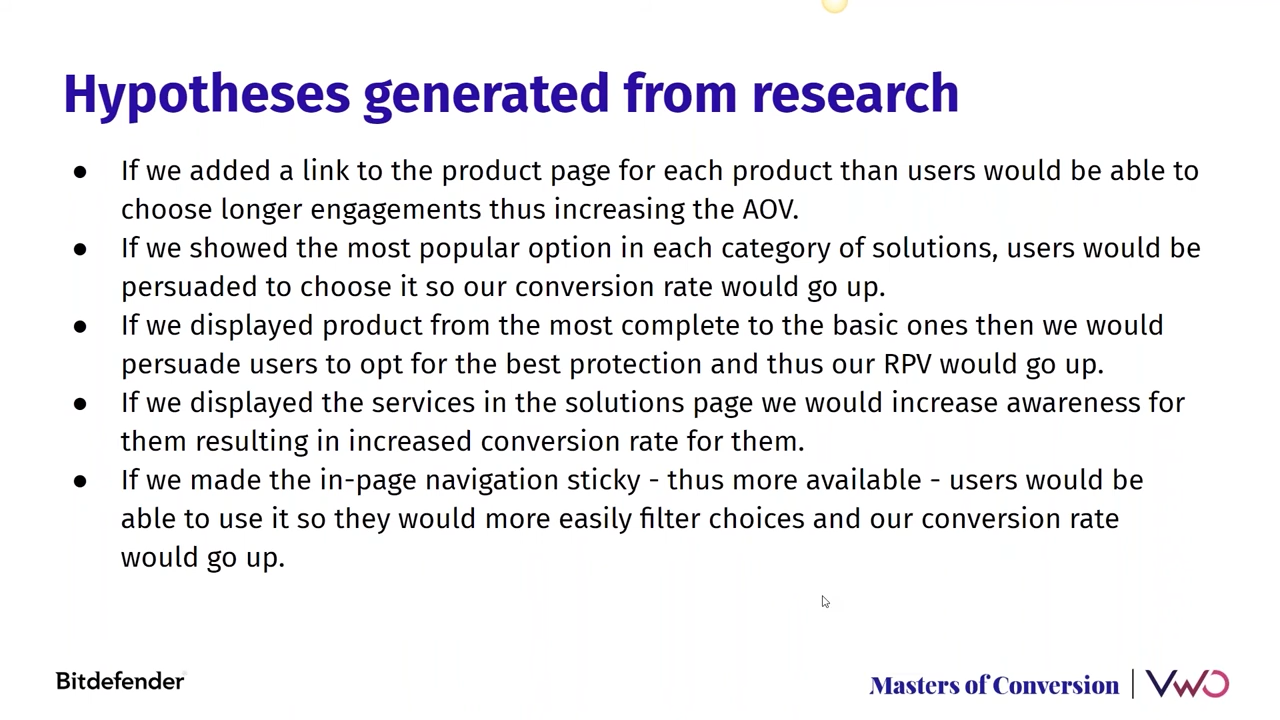 Hypotheses generated from research
● If we added a link to the product page for each product than users would be able to
choose longer engagements thus increasing the AOV.
● If we showed the most popular option in each category of solutions, users would be
persuaded to choose it so our conversion rate would go up.
● If we displayed product from the most complete to the basic ones then we would
persuade users to opt for the best protection and thus our RPV would go up.
● If we displayed the services in the solutions page we would increase awareness for
them resulting in increased conversion rate for them.
● If we made the in-page navigation sticky - thus more available - users would be
able to use it so they would more easily filter choices and our conversion rate
would go up.
Bitdefender
Masters of Conversion | VWO